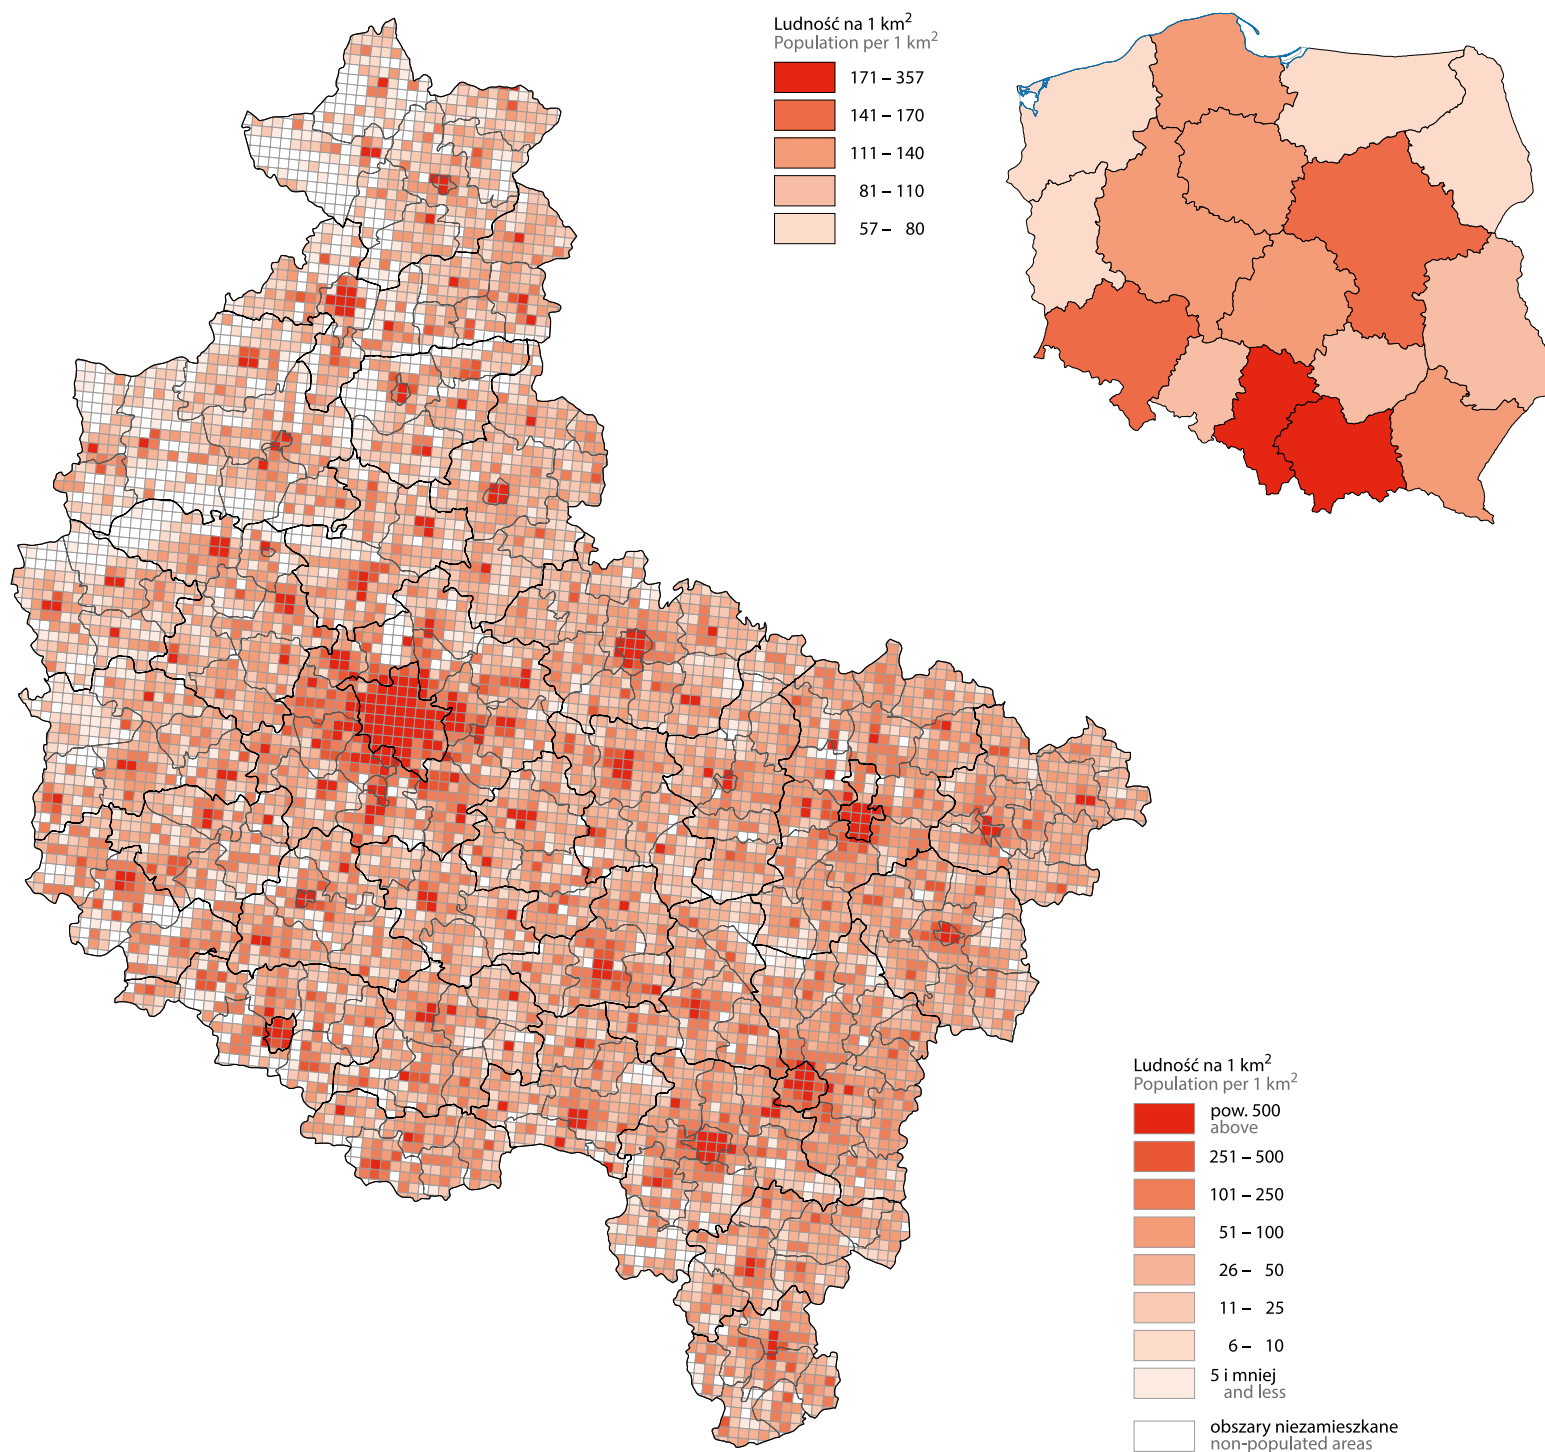 Ludność na 1 km²
Population per 1 km²
171 – 357
141 – 170
111 – 140
81 – 110
57 – 80
Ludność na 1 km²
Population per 1 km²
pow. 500
above
251 – 500
101 – 250
51 – 100
26 – 50
11 – 25
6 – 10
5 i mniej
and less
obszary niezamieszkane
non-populated areas